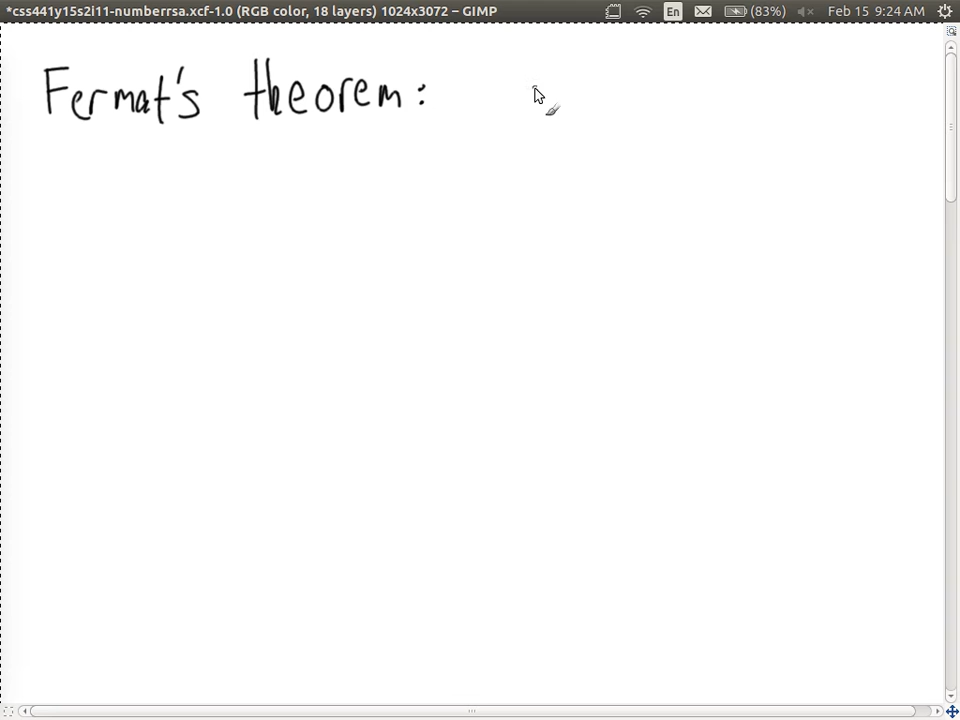 *css441y15s2i11-numberrsa.xcf-1.0 (RGB color, 18 layers) 1024x3072 – GIMP En (83%) Feb 15 9:24 AM
Fermat's theorem: